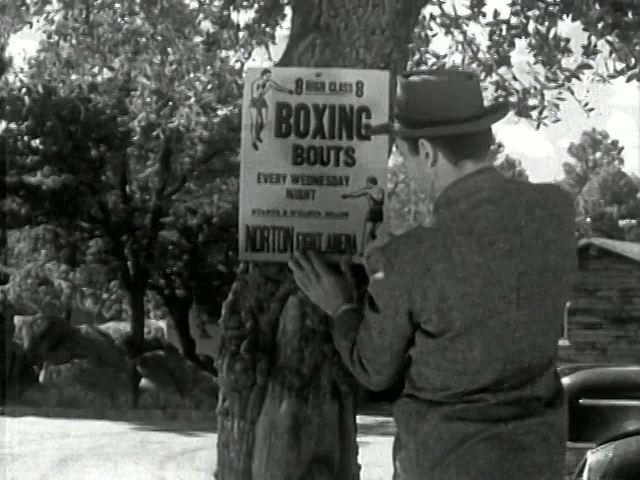 8 HIGH CLASS 8
BOXING
BOUTS
EVERY WEDNESDAY
NIGHT
NORTON FIGHT ARENA